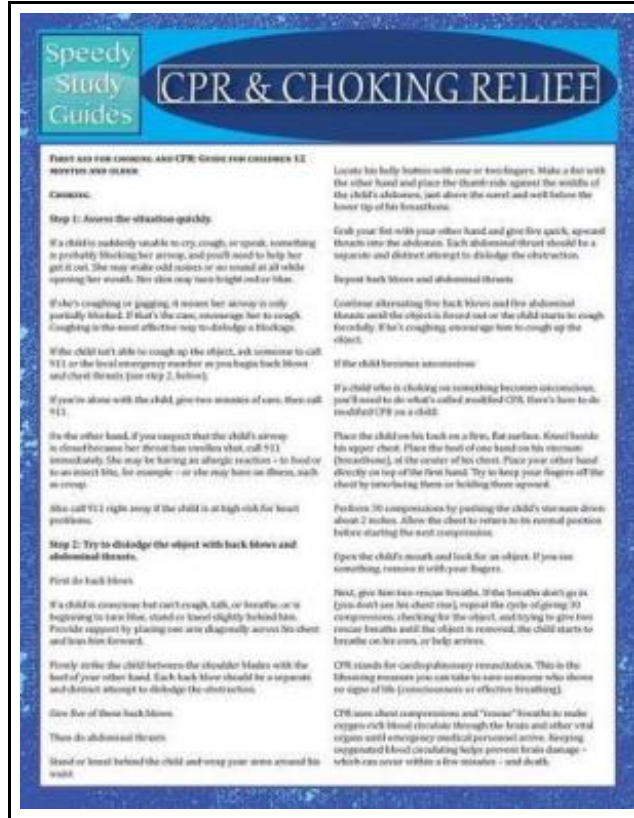 Speedy
Study
Guides
CPR & CHOKING RELIEF
FIRST AID FOR CHOKING AND CPR: GUIDE FOR CHILDREN 12
MONTHS AND OLDER
CHOKING
Step 1: Assess the situation quickly.
If a child is suddenly unable to cry, cough, or speak, something
is probably blocking her airway, and you'll need to help her
get it out. She may make odd noises or no sound at all while
opening her mouth. Her skin may turn bright red or blue.
If she's coughing or gagging, it means her airway is only
partially blocked. If that's the case, encourage her to cough.
Coughing is the most effective way to dislodge a blockage.
If the child isn't able to cough up the object, ask someone to call
911 or the local emergency number as you begin back blows
and chest thrusts (see step 2, below).
If you're alone with the child, give two minutes of care, then call
911.
On the other hand, if you suspect that the child's airway
is closed because her throat has swollen shut, call 911
immediately. She may be having an allergic reaction – to food or
to an insect bite, for example – or she may have an illness, such
as croup.
Also call 911 right away if the child is at high risk for heart
problems.
Step 2: Try to dislodge the object with back blows and
abdominal thrusts.
First do back blows
If a child is conscious but can't cough, talk, or breathe, or is
beginning to turn blue, stand or kneel slightly behind him.
Provide support by placing one arm diagonally across his chest
and lean him forward.
Firmly strike the child between the shoulder blades with the
heel of your other hand. Each back blow should be a separate
and distinct attempt to dislodge the obstruction.
Give five of these back blows.
Then do abdominal thrusts
Stand or kneel behind the child and wrap your arms around his
waist
Locate his belly button with one or two fingers. Make a fist with
the other hand and place the thumb side against the middle of
the child's abdomen, just above the navel and well below the
lower tip of his breastbone.
Grab your fist with your other hand and give five quick, upward
thrusts into the abdomen. Each abdominal thrust should be a
separate and distinct attempt to dislodge the obstruction.
Repeat back blows and abdominal thrusts
Continue alternating five back blows and five abdominal
thrusts until the object is forced out or the child starts to cough
forcefully. If he's coughing, encourage him to cough up the
object.
If the child becomes unconscious
If a child who is choking on something becomes unconscious,
you'll need to do what's called modified CPR. Here's how to do
modified CPR on a child:
Place the child on his back on a firm, flat surface. Kneel beside
his upper chest. Place the heel of one hand on his sternum
(breastbone), at the center of his chest. Place your other hand
directly on top of the first hand. Try to keep your fingers off the
chest by interlacing them or holding them upward.
Perform 30 compressions by pushing the child's sternum down
about 2 inches. Allow the chest to return to its normal position
before starting the next compression.
Open the child's mouth and look for an object. If you see
something, remove it with your fingers.
Next, give him two rescue breaths. If the breaths don't go in
(you don't see his chest rise), repeat the cycle of giving 30
compressions, checking for the object, and trying to give two
rescue breaths until the object is removed, the child starts to
breathe on his own, or help arrives.
CPR stands for cardiopulmonary resuscitation. This is the
lifesaving measure you can take to save someone who shows
no signs of life (consciousness or effective breathing).
CPR uses chest compressions and "rescue" breaths to make
oxygen-rich blood circulate through the brain and other vital
organs until emergency medical personnel arrive. Keeping
oxygenated blood circulating helps prevent brain damage –
which can occur within a few minutes – and death.